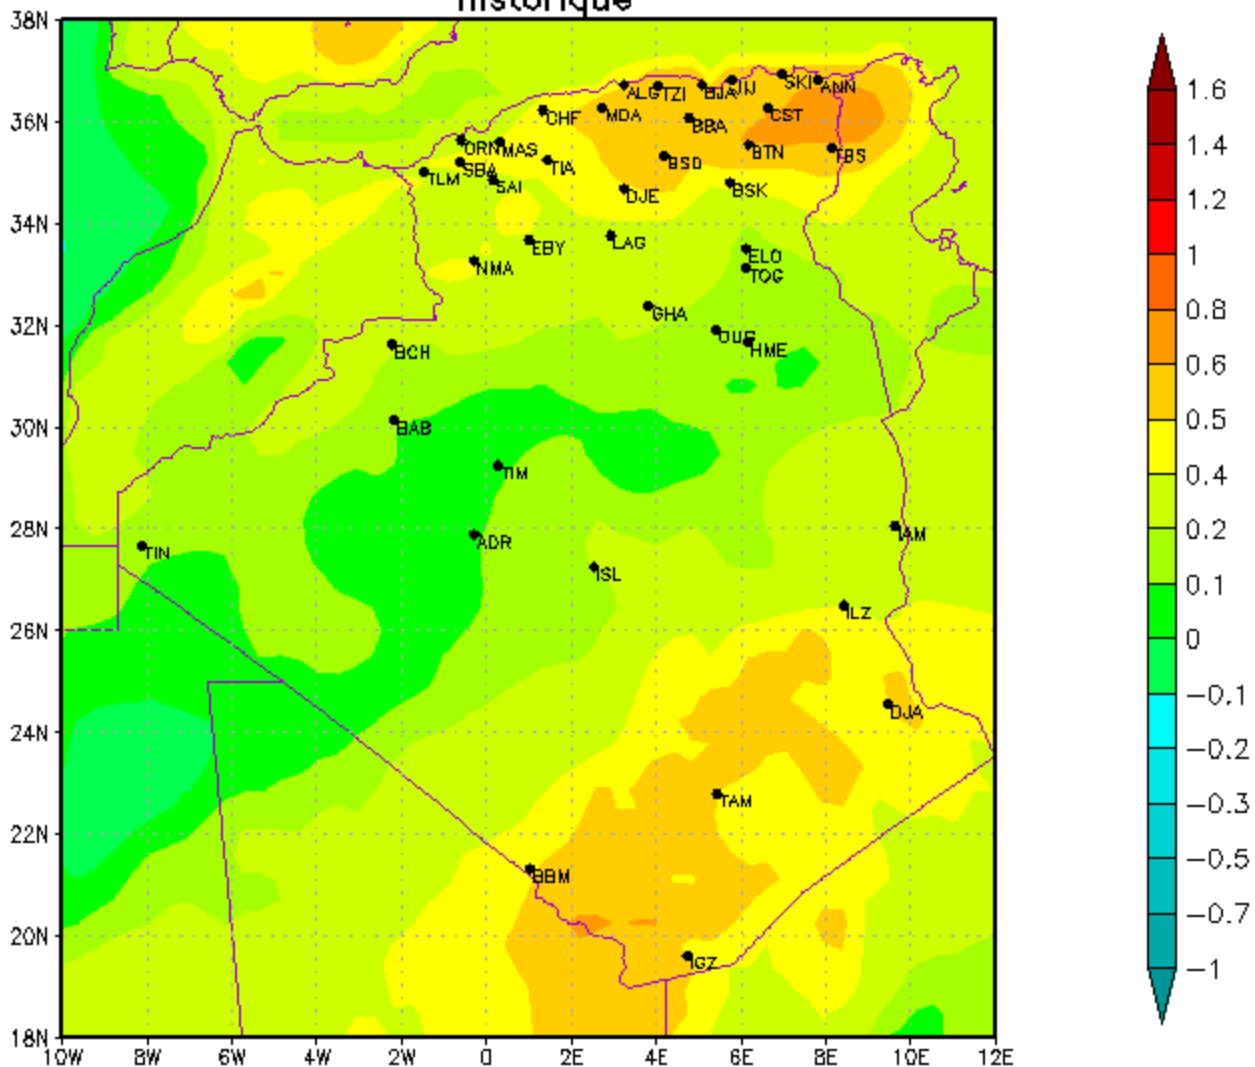 historique
38N
36N
34N
32N
30N
28N
26N
24N
22N
20N
18N
10W 8W 6W 4W 2W 0 2E 4E 6E 8E 10E 12E
ALG TZI BJA JIJ SKI ANN
CHF MDA BBA CST
ORN MAS TIA BSD BTN TBS
TLM SBA SAI DJE BSK
EBY LAG ELO
NMA TOG
GHA
BCH OUR HME
BAB
TIM
TIN ADR IAM
ISL
ILZ
DJA
TAM
BBM
IGZ
1.6
1.4
1.2
1
0.8
0.6
0.5
0.4
0.2
0.1
0
−0.1
−0.2
−0.3
−0.5
−0.7
−1